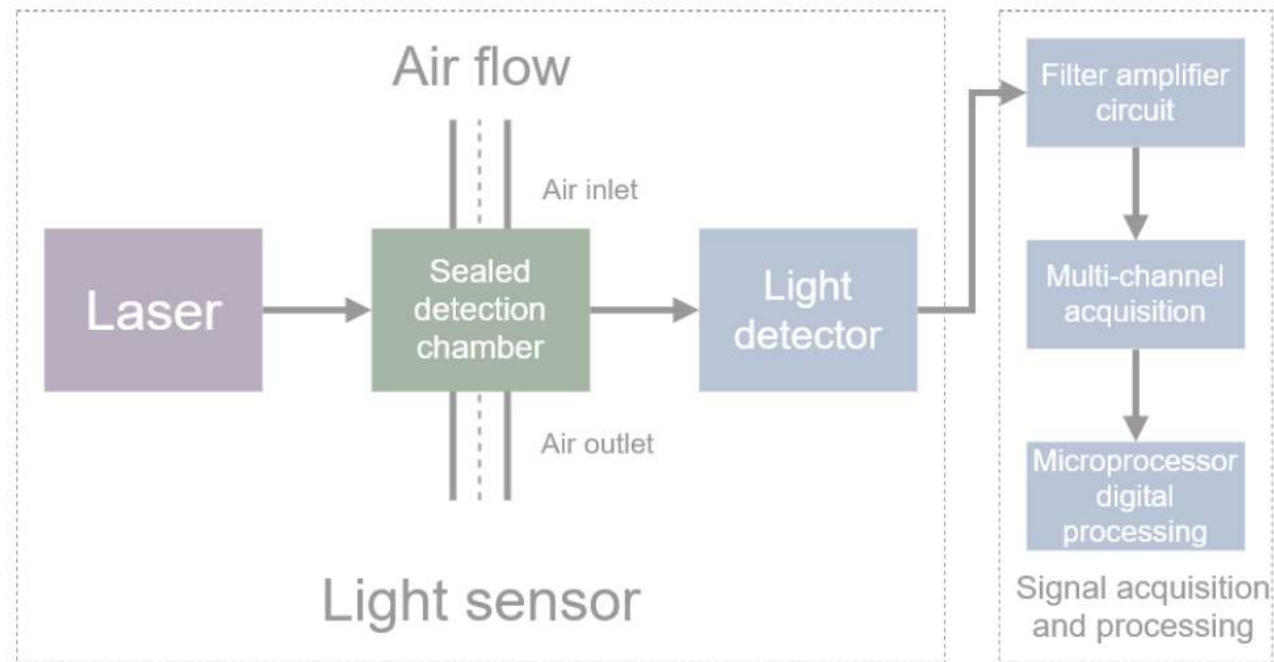 Air flow
Air inlet
Laser
Sealed
detection
chamber
Light
detector
Air outlet
Light sensor
Filter amplifier
circuit
Multi-channel
acquisition
Microprocessor
digital
processing
Signal acquisition
and processing